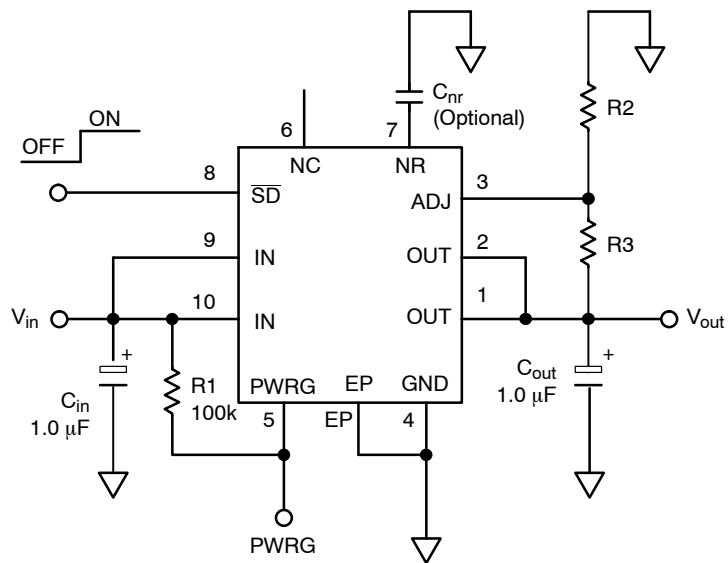 C_nr
(Optional)
R2
ON
OFF
6
7
NC
NR
8
SD
3
ADJ
9
IN
2
OUT
R3
V_in
10
IN
1
OUT
V_out
+
C_in
1.0 μF
R1
100k
PWRG
EP
GND
5
EP
4
C_out
1.0 μF
+
PWRG